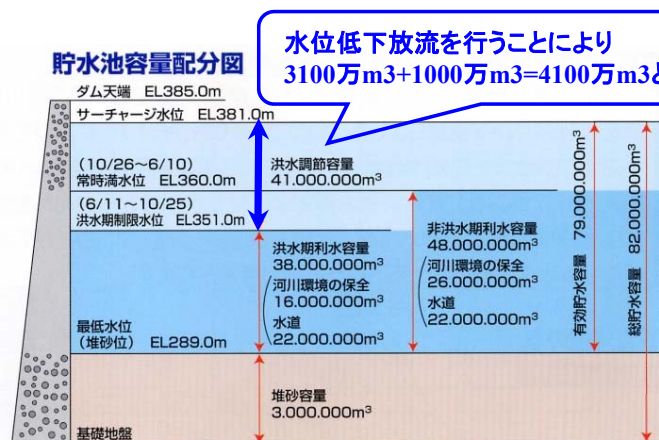 水位低下放流を行うことにより
3100万m3+1000万m3=4100万m3と
貯水池容量配分図
ダム天端 EL385.0m
サーチャージ水位 EL381.0m
(10/26～6/10)
常時満水位 EL360.0m
(6/11～10/25)
洪水期制限水位 EL351.0m
洪水調節容量
41.000.000m³
洪水期利水容量
38.000.000m³
河川環境の保全
16.000.000m³
水道
22.000.000m³
非洪水期利水容量
48.000.000m³
河川環境の保全
26.000.000m³
水道
22.000.000m³
有効貯水容量 79.000.000m³
総貯水容量 82.000.000m³
最低水位
(堆砂位) EL289.0m
堆砂容量
3.000.000m³
基礎地盤